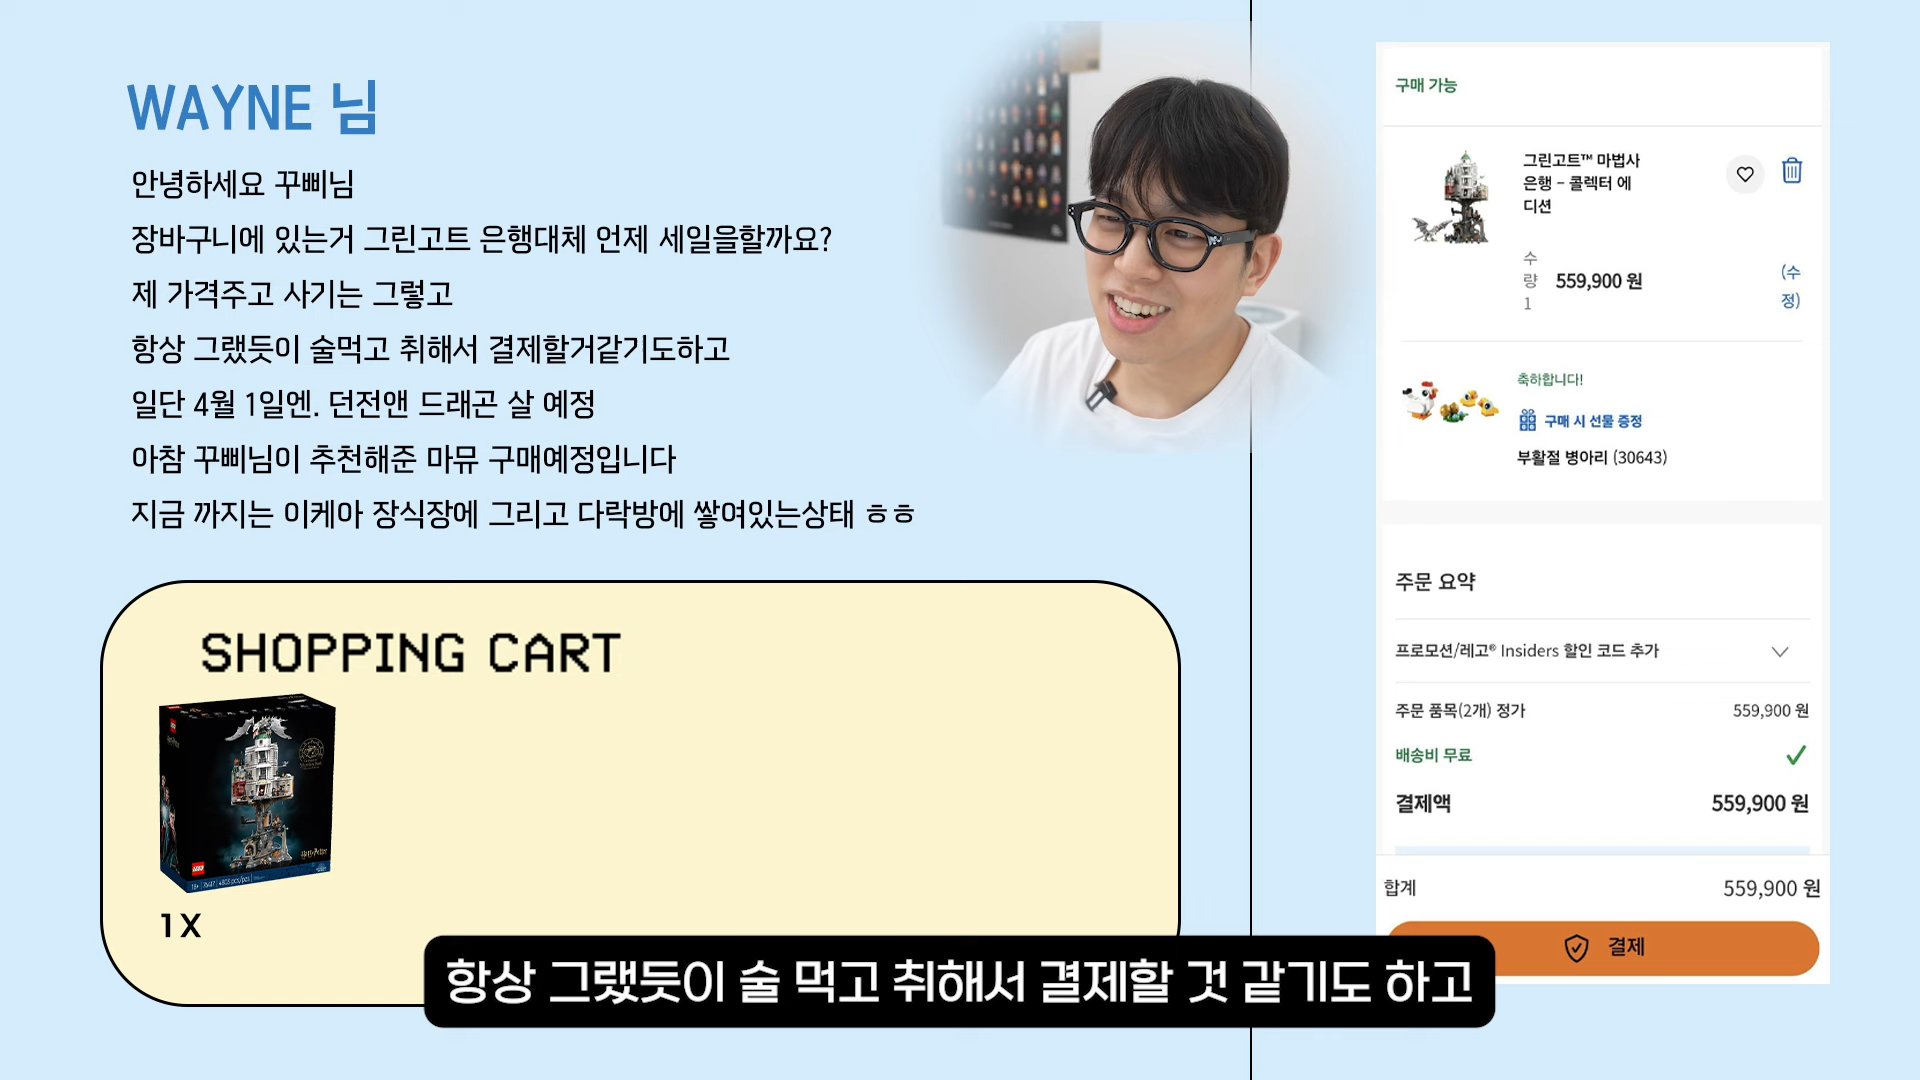 WAYNE 님
안녕하세요 꾸삐님
장바구니에 있는거 그린고트 은행대체 언제 세일을할까요?
제 가격주고 사기는 그렇고
항상 그랬듯이 술먹고 취해서 결제할거같기도하고
일단 4월 1일엔. 던전앤 드래곤 살 예정
아참 꾸삐님이 추천해준 마뮤 구매예정입니다
지금 까지는 이케아 장식장에 그리고 다락방에 쌓여있는상태 ㅎㅎ
SHOPPING CART
1X
구매 가능
그린고트™ 마법사
은행 – 콜렉터 에
디션
수
량
1
559,900 원
(수
정)
축하합니다!
구매 시 선물 증정
부활절 병아리 (30643)
주문 요약
프로모션/레고® Insiders 할인 코드 추가
주문 품목(2개) 정가
559,900 원
배송비 무료
결제액
559,900 원
합계
559,900 원
결제
항상 그랬듯이 술 먹고 취해서 결제할 것 같기도 하고